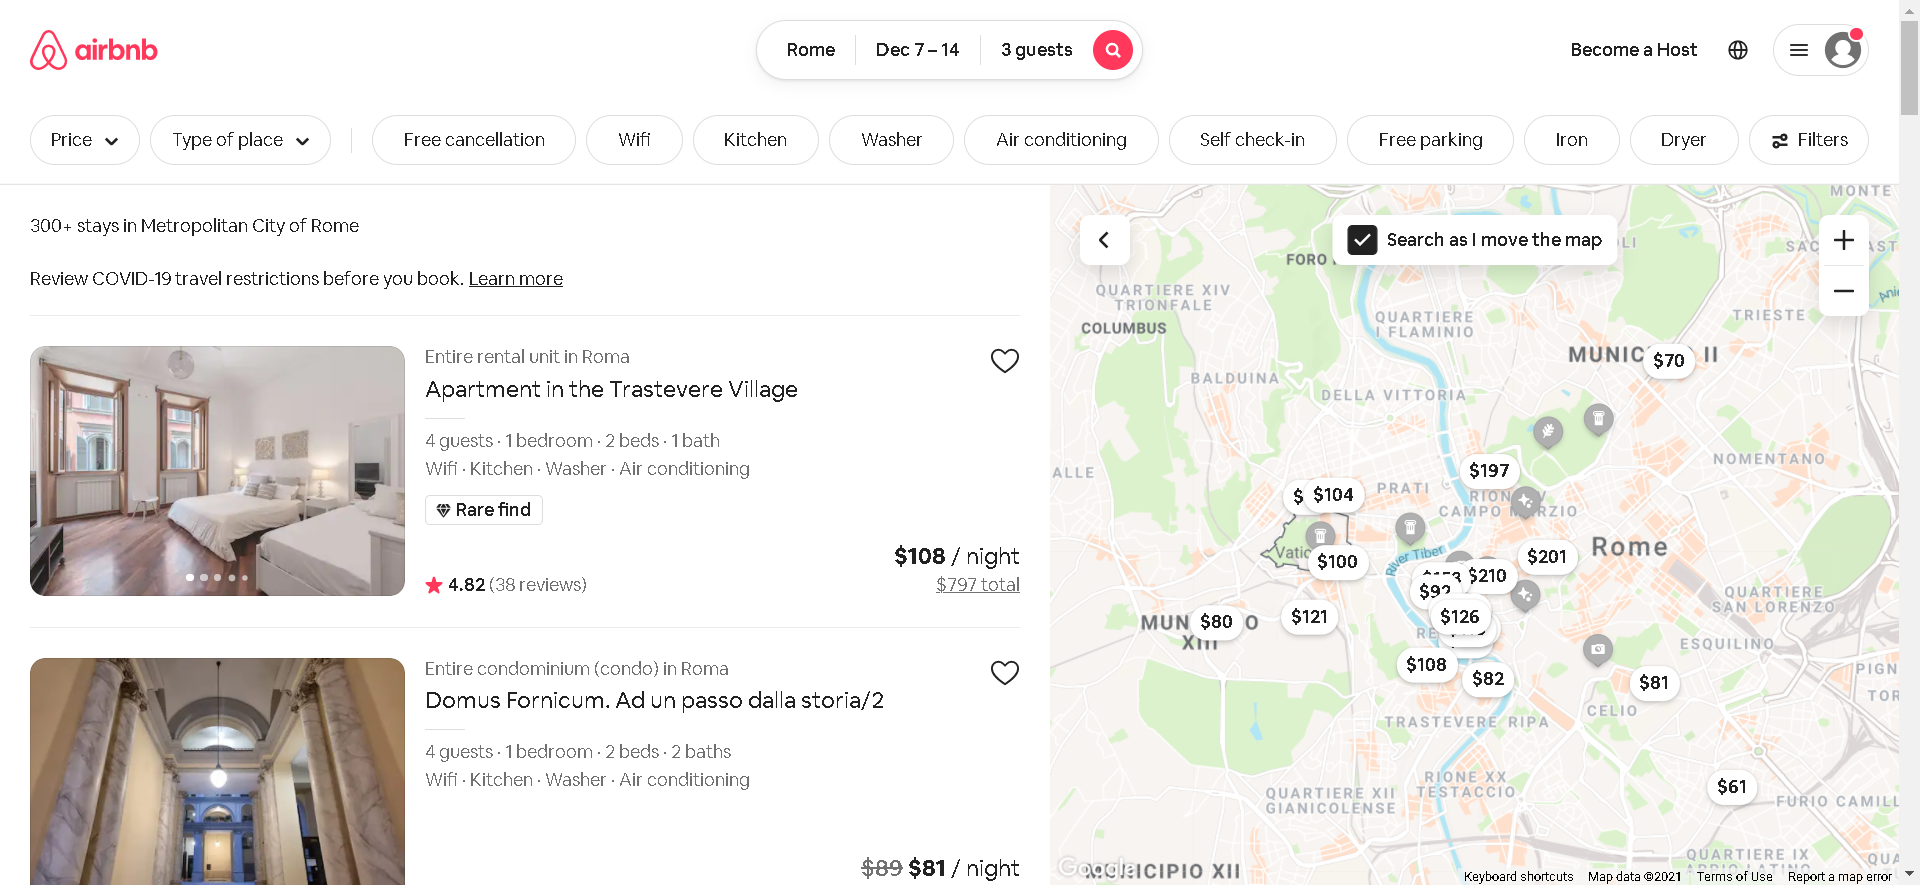 airbnb
Rome
Dec 7 – 14
3 guests
Become a Host
Price
Type of place
Free cancellation
Wifi
Kitchen
Washer
Air conditioning
Self check-in
Free parking
Iron
Dryer
Filters
300+ stays in Metropolitan City of Rome
Review COVID-19 travel restrictions before you book. Learn more
Entire rental unit in Roma
Apartment in the Trastevere Village
4 guests · 1 bedroom · 2 beds · 1 bath
Wifi · Kitchen · Washer · Air conditioning
Rare find
$108 / night
4.82 (38 reviews)
$797 total
Entire condominium (condo) in Roma
Domus Fornicum. Ad un passo dalla storia/2
4 guests · 1 bedroom · 2 beds · 2 baths
Wifi · Kitchen · Washer · Air conditioning
$89 $81 / night
MONTE
Search as I move the map
FORO
QUARTIERE XIV
TRIONFALE
COLUMBUS
QUARTIERE
I FLAMINIO
TRIESTE
II
$70
BALDUINA
DELLA VITTORIA
ALLE
NOMENTANO
$197
$
$104
PRATI
CAMPO
$100
River Tiber
$201
Rome
$210
$92
$126
$121
$80
XIII
QUARTIERE
SAN LORENZO
ESQUILINO
$108
$82
$81
CELIO
TRASTEVERE RIPA
RIONE XX
TESTACCIO
QUARTIERE XII
GIANICOLENSE
$61
FURIO CAMILL
QUARTIERE IX
Google
XII
Keyboard shortcuts
Map data ©2021
Terms of Use
Report a map error